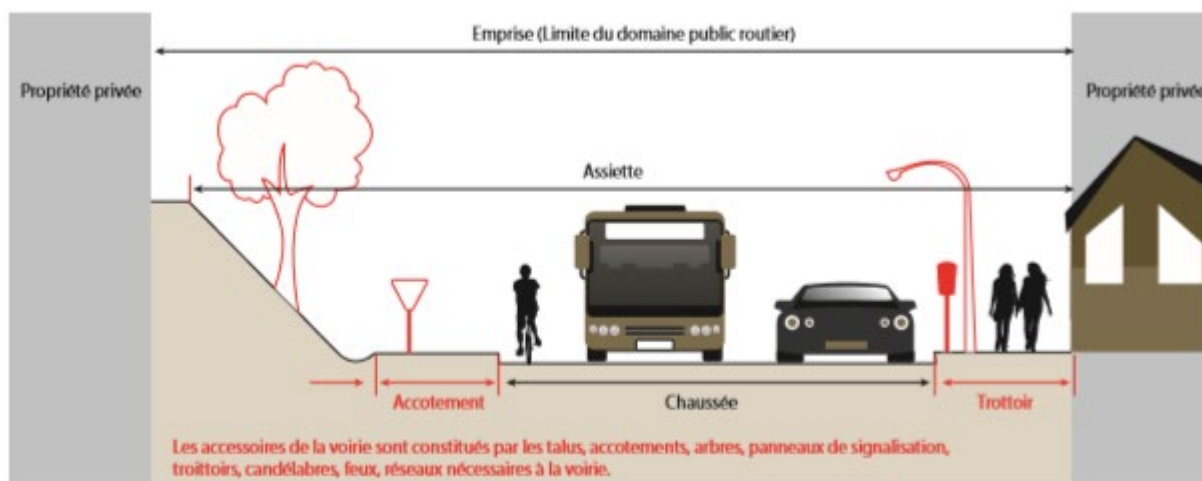 Emprise (Limite du domaine public routier)
Propriété privée
Propriété privée
Assiette
Accotement
Chaussée
Trottoir
Les accessoires de la voirie sont constitués par les talus, accotements, arbres, panneaux de signalisation,
troittoirs, candélabres, feux, réseaux nécessaires à la voirie.